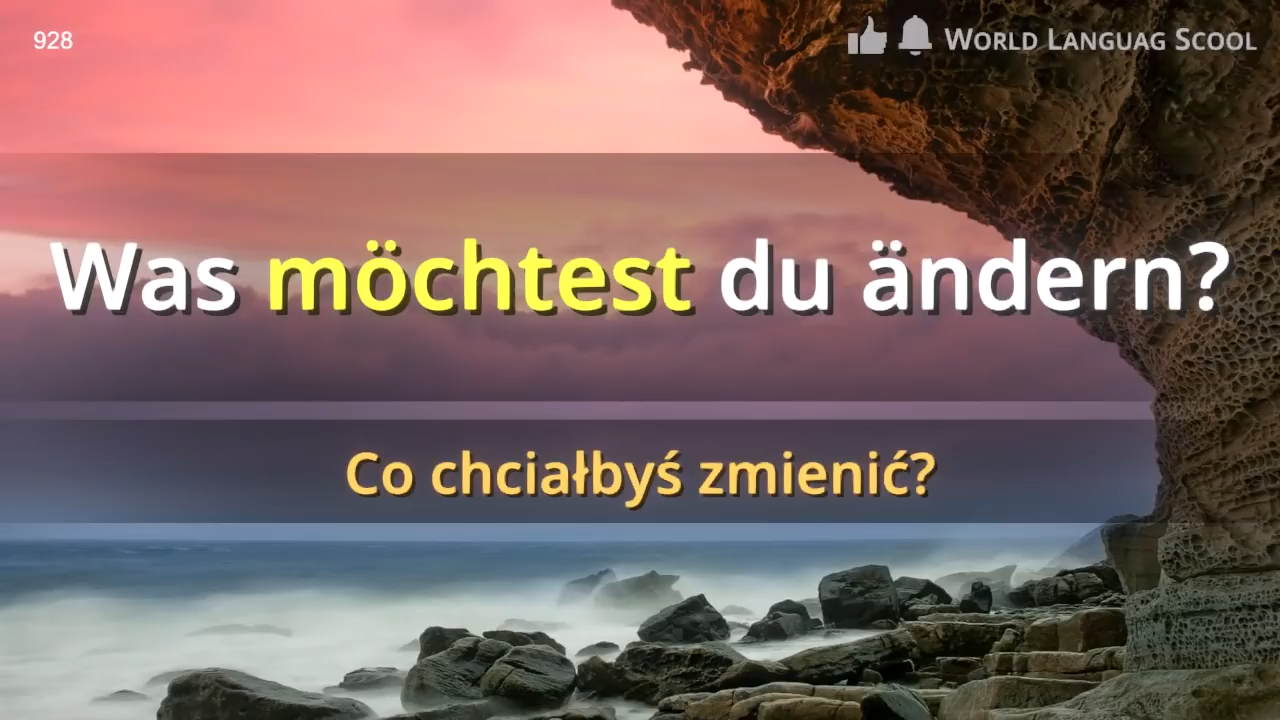 928
World Languag Scool
Was möchtest du ändern?
Co chciałbyś zmienić?